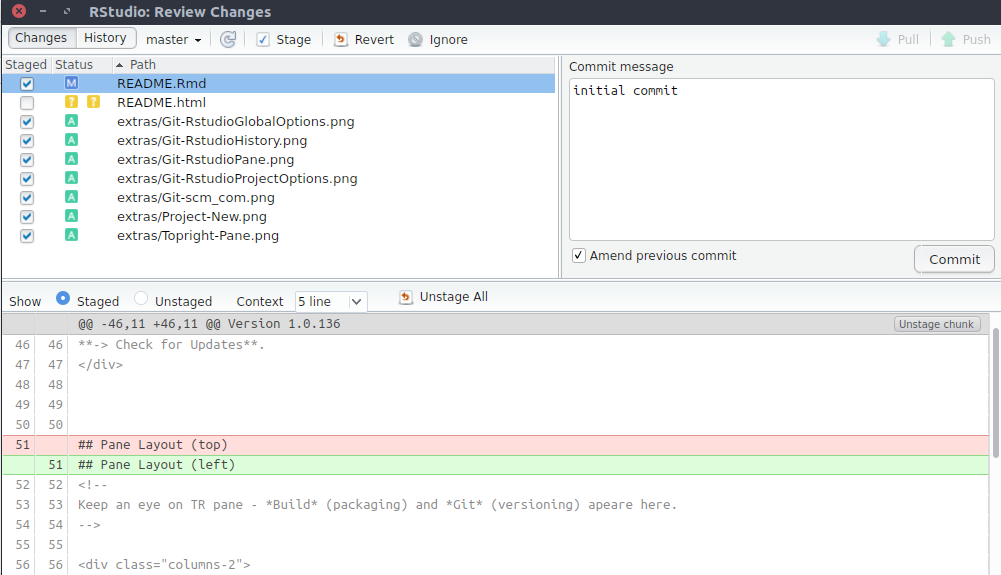 RStudio: Review Changes
Changes History master Stage Revert Ignore Pull Push
Staged Status Path
M README.Rmd
? ? README.html
A extras/Git-RstudioGlobalOptions.png
A extras/Git-RstudioHistory.png
A extras/Git-RstudioPane.png
A extras/Git-RstudioProjectOptions.png
A extras/Git-scm_com.png
A extras/Project-New.png
A extras/Topright-Pane.png
Commit message
initial commit
Amend previous commit
Commit
Show Staged Unstaged Context 5 line Unstage All
@@ -46,11 +46,11 @@ Version 1.0.136 Unstage chunk
46 46 **-> Check for Updates**.
47 47 </div>
48 48
49 49
50 50
51 ## Pane Layout (top)
51 ## Pane Layout (left)
52 52 <!--
53 53 Keep an eye on TR pane - *Build* (packaging) and *Git* (versioning) apeare here.
54 54 -->
55 55
56 56 <div class="columns-2">